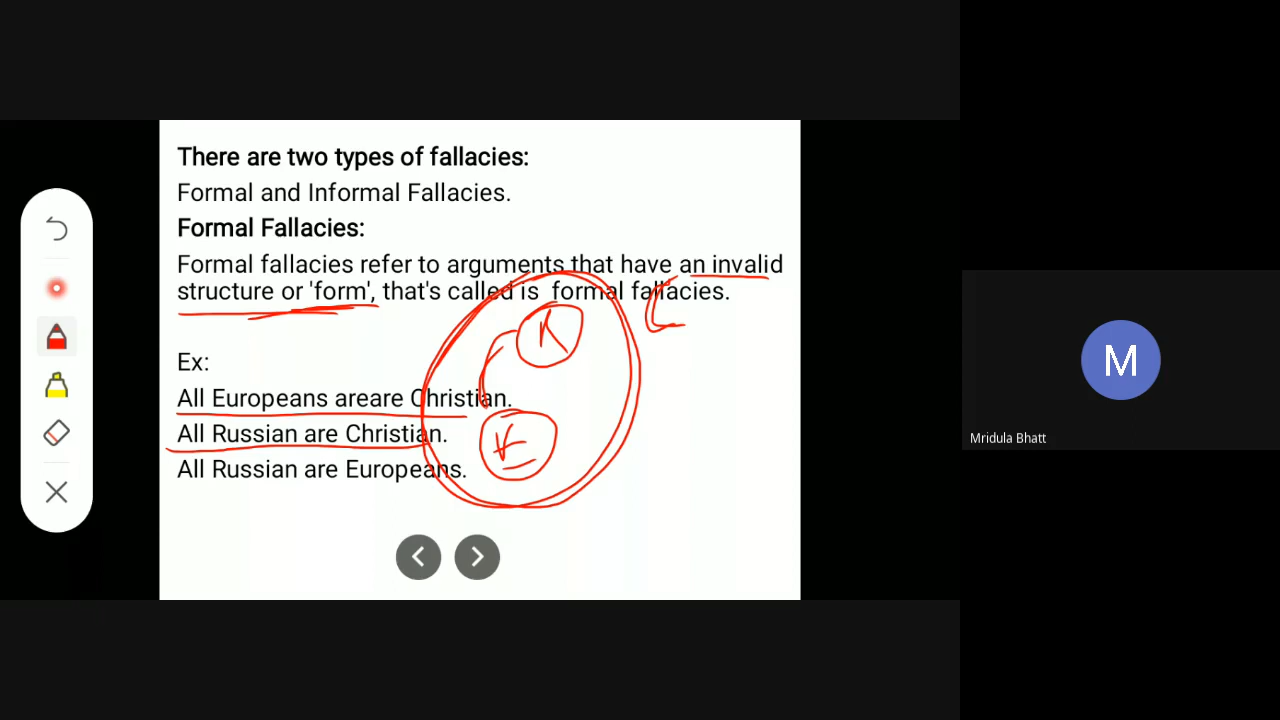 There are two types of fallacies:
Formal and Informal Fallacies.
Formal Fallacies:
Formal fallacies refer to arguments that have an invalid
structure or 'form', that's called is formal fallacies.
Ex:
All Europeans areare Christian.
All Russian are Christian.
All Russian are Europeans.
R
E
C
M
Mridula Bhatt